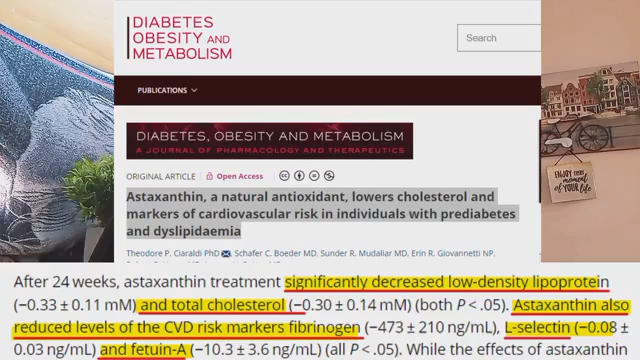 DIABETES
OBESITY AND
METABOLISM
Search
PUBLICATIONS
DIABETES, OBESITY AND METABOLISM
A JOURNAL OF PHARMACOLOGY AND THERAPEUTICS
ORIGINAL ARTICLE Open Access
Astaxanthin, a natural antioxidant, lowers cholesterol and
markers of cardiovascular risk in individuals with prediabetes
and dyslipidaemia
Theodore P. Ciaraldi PhD, Schafer C. Boeder MD, Sunder R. Mudaliar MD, Erin R. Giovannetti NP,
ENJOY every
moment
of YOUR
life
After 24 weeks, astaxanthin treatment significantly decreased low-density lipoprotein
(−0.33 ± 0.11 mM) and total cholesterol (−0.30 ± 0.14 mM) (both P < .05). Astaxanthin also
reduced levels of the CVD risk markers fibrinogen (−473 ± 210 ng/mL), L-selectin (−0.08 ±
0.03 ng/mL) and fetuin-A (−10.3 ± 3.6 ng/mL) (all P < .05). While the effects of astaxanthin